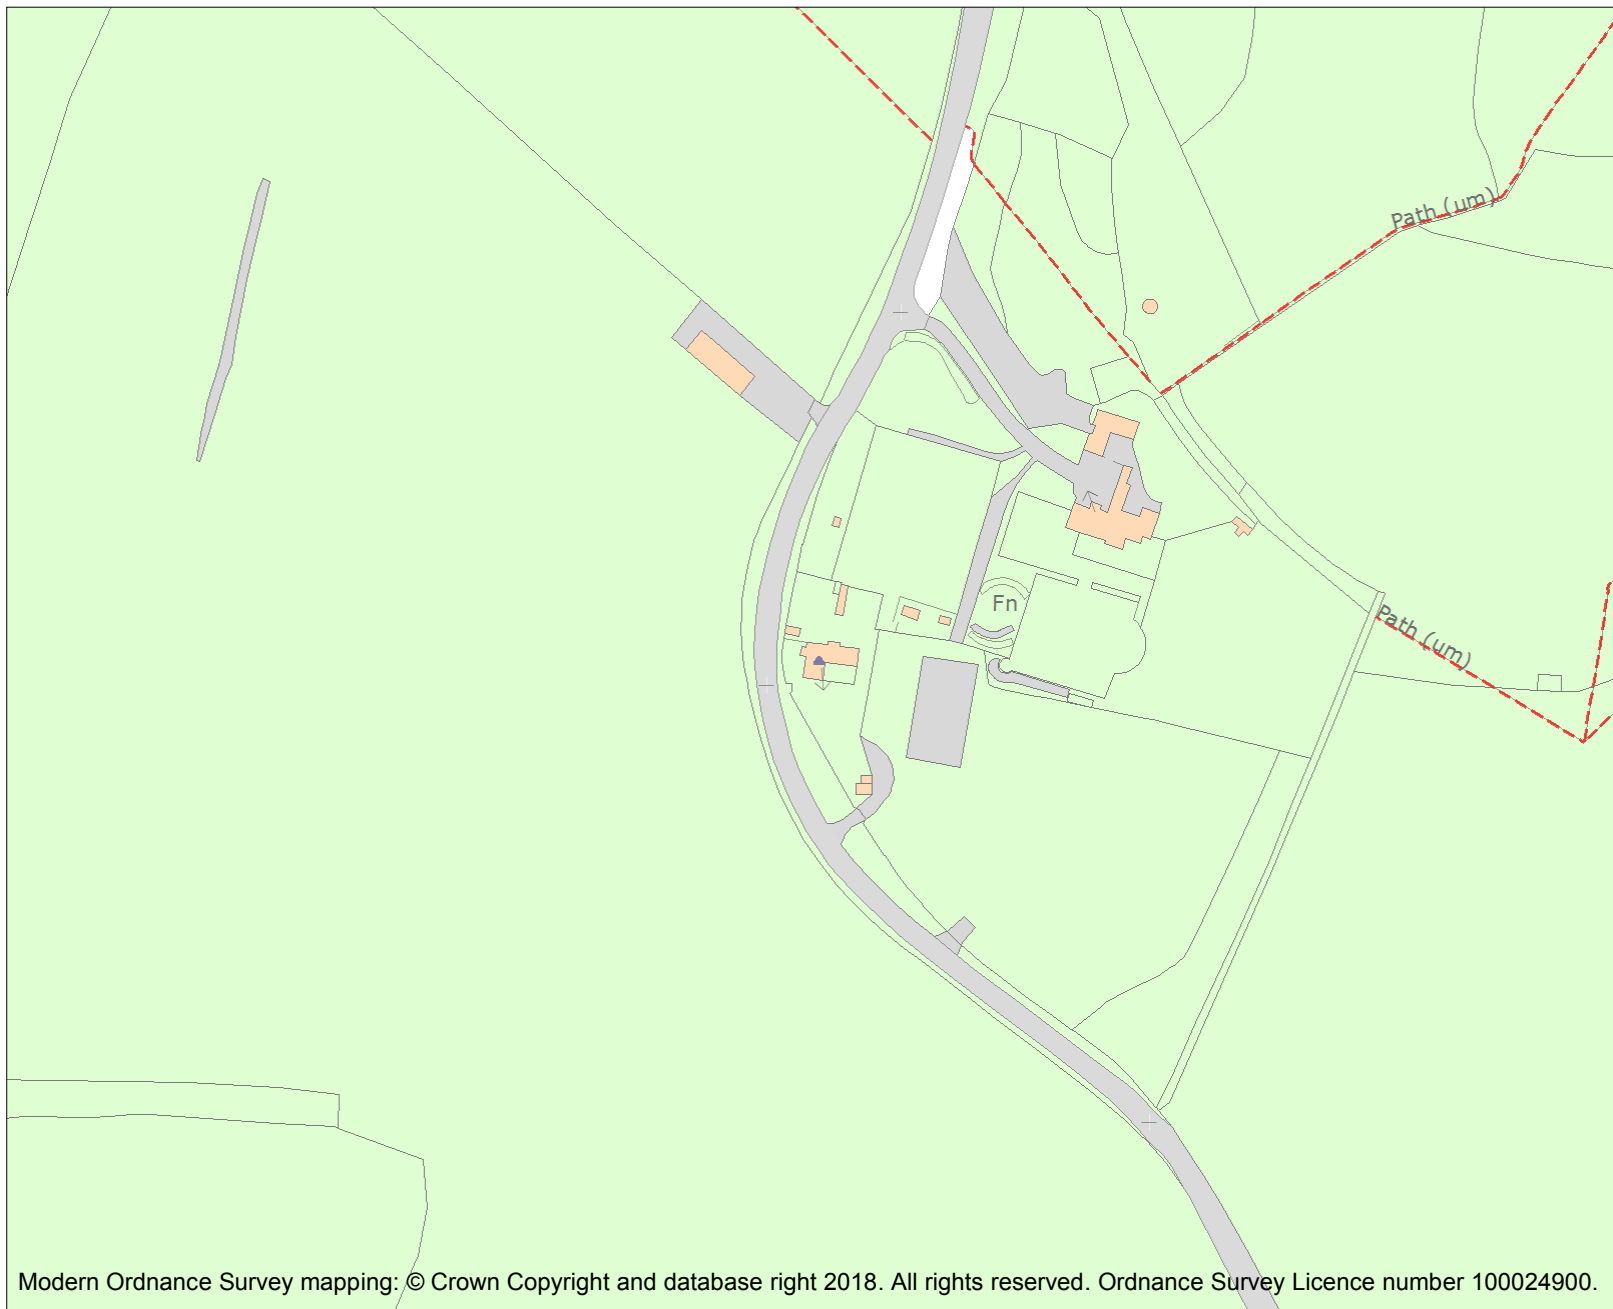 Path (um)
Fn
Path (um)
Modern Ordnance Survey mapping: © Crown Copyright and database right 2018. All rights reserved. Ordnance Survey Licence number 100024900.